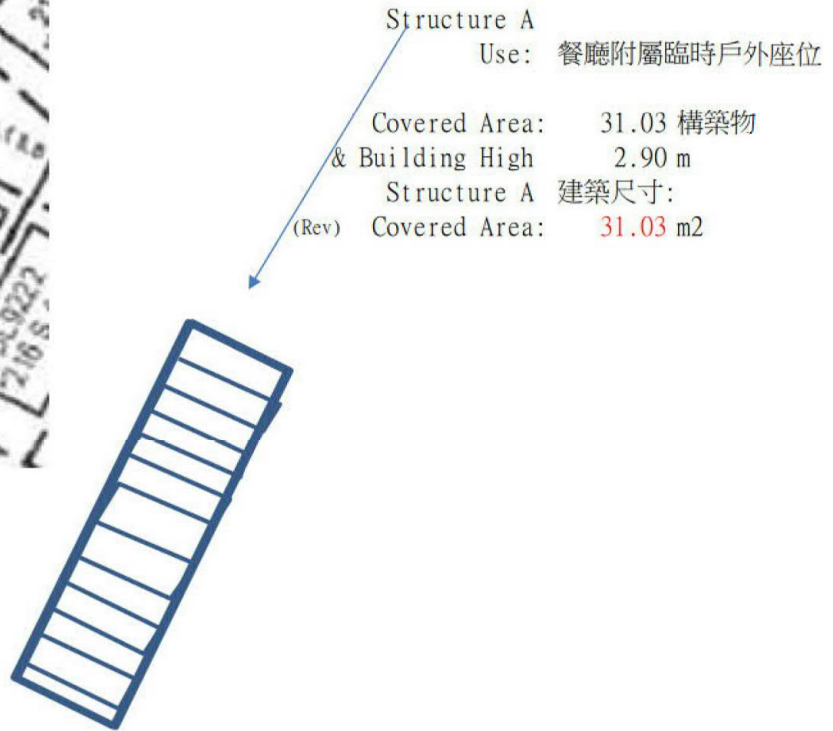 Structure A
Use: 餐廳附屬臨時戶外座位
Covered Area: 31.03 構築物
& Building High 2.90 m
Structure A 建築尺寸:
(Rev) Covered Area: 31.03 m2